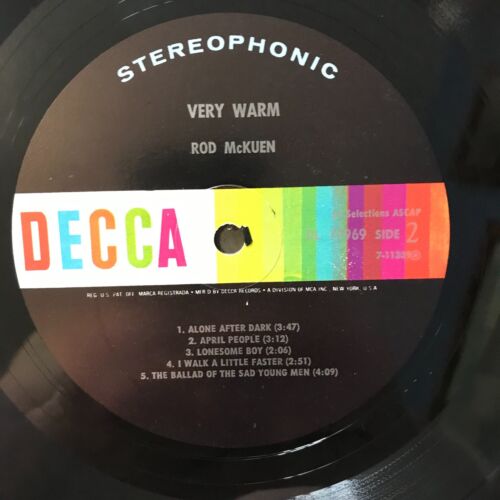 STEREOPHONIC
VERY WARM
ROD McKUEN
DECCA
Selections ASCAP
969 SIDE 2
REG. U.S. PAT. OFF. MARCA REGISTRADA • MFR'D BY DECCA RECORDS • A DIVISION OF MCA INC. NEW YORK, U.S.A.
1. ALONE AFTER DARK (3:47)
2. APRIL PEOPLE (3:12)
3. LONESOME BOY (2:06)
4. I WALK A LITTLE FASTER (2:51)
5. THE BALLAD OF THE SAD YOUNG MEN (4:09)